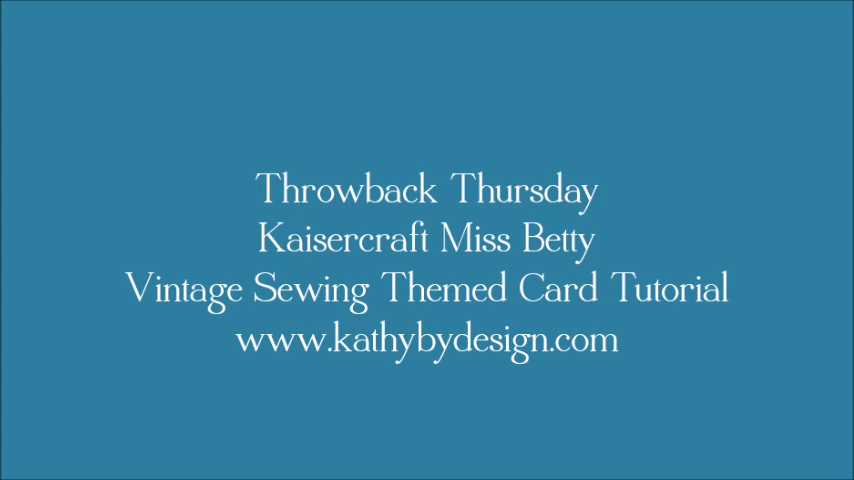 Throwback Thursday
Kaisercraft Miss Betty
Vintage Sewing Themed Card Tutorial
www.kathybydesign.com